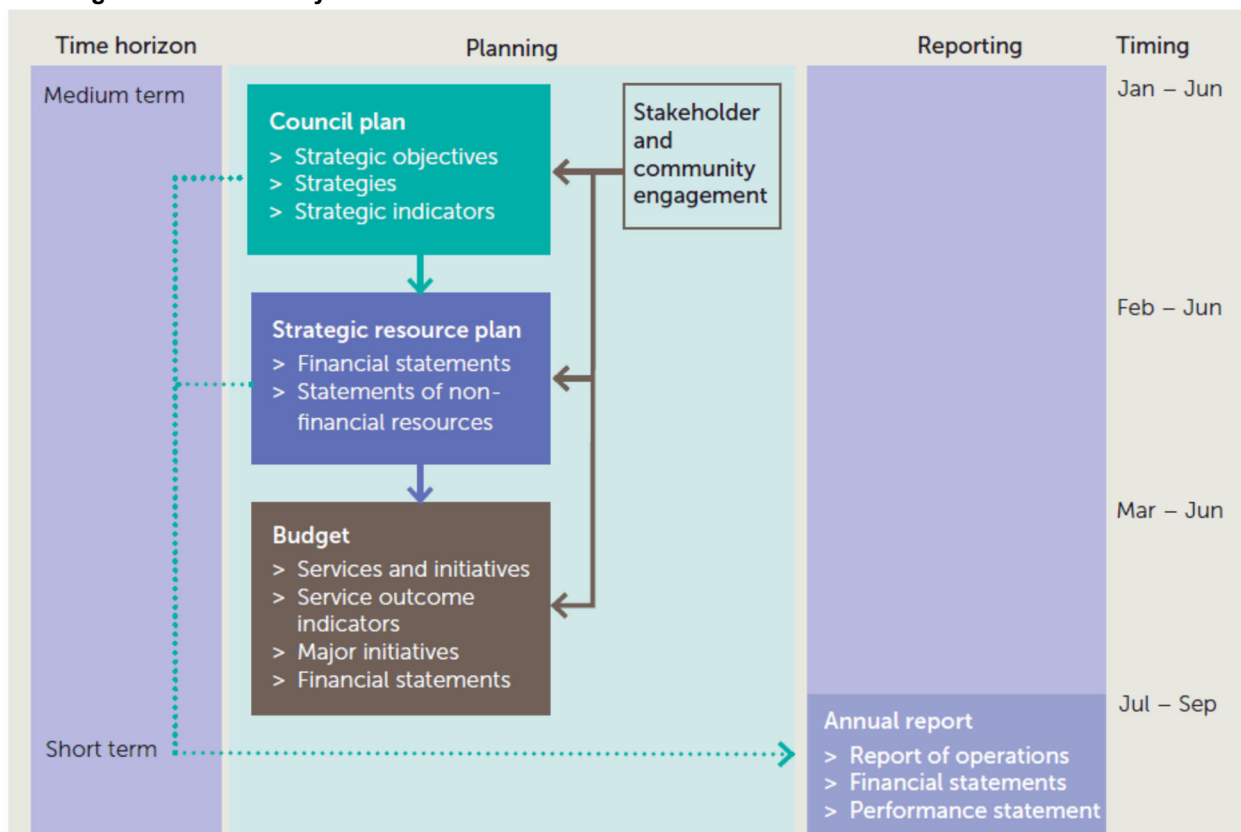 Time horizon
Planning
Reporting
Timing
Medium term
Jan – Jun
Council plan
> Strategic objectives
> Strategies
> Strategic indicators
Stakeholder
and
community
engagement
Feb – Jun
Strategic resource plan
> Financial statements
> Statements of non-
financial resources
Mar – Jun
Budget
> Services and initiatives
> Service outcome
indicators
> Major initiatives
> Financial statements
Jul – Sep
Short term
Annual report
> Report of operations
> Financial statements
> Performance statement